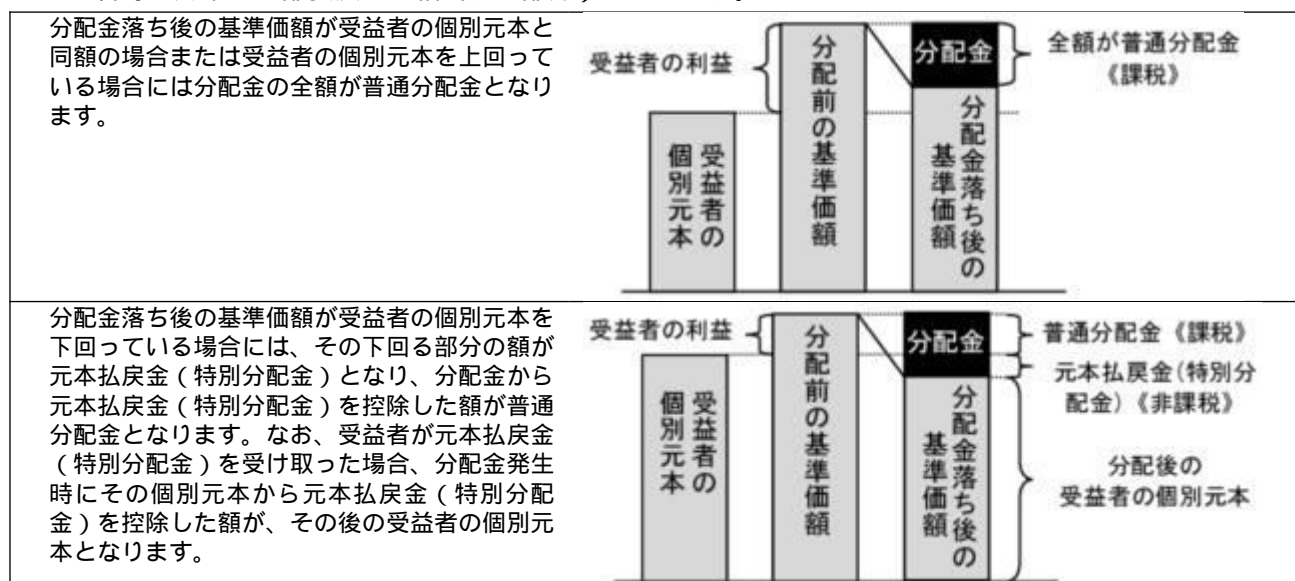 分配金落ち後の基準価額が受益者の個別元本と
同額の場合または受益者の個別元本を上回って
いる場合には分配金の全額が普通分配金となり
ます。
受益者の利益
受益者の
個別元本
分配前の基準価額
分配金
分配金落ち後の
基準価額
全額が普通分配金
《課税》
分配金落ち後の基準価額が受益者の個別元本を
下回っている場合には、その下回る部分の額が
元本払戻金（特別分配金）となり、分配金から
元本払戻金（特別分配金）を控除した額が普通
分配金となります。なお、受益者が元本払戻金
（特別分配金）を受け取った場合、分配金発生
時にその個別元本から元本払戻金（特別分配
金）を控除した額が、その後の受益者の個別元
本となります。
受益者の利益
受益者の
個別元本
分配前の基準価額
分配金
分配金落ち後の
基準価額
普通分配金《課税》
元本払戻金(特別分
配金)《非課税》
分配後の
受益者の個別元本